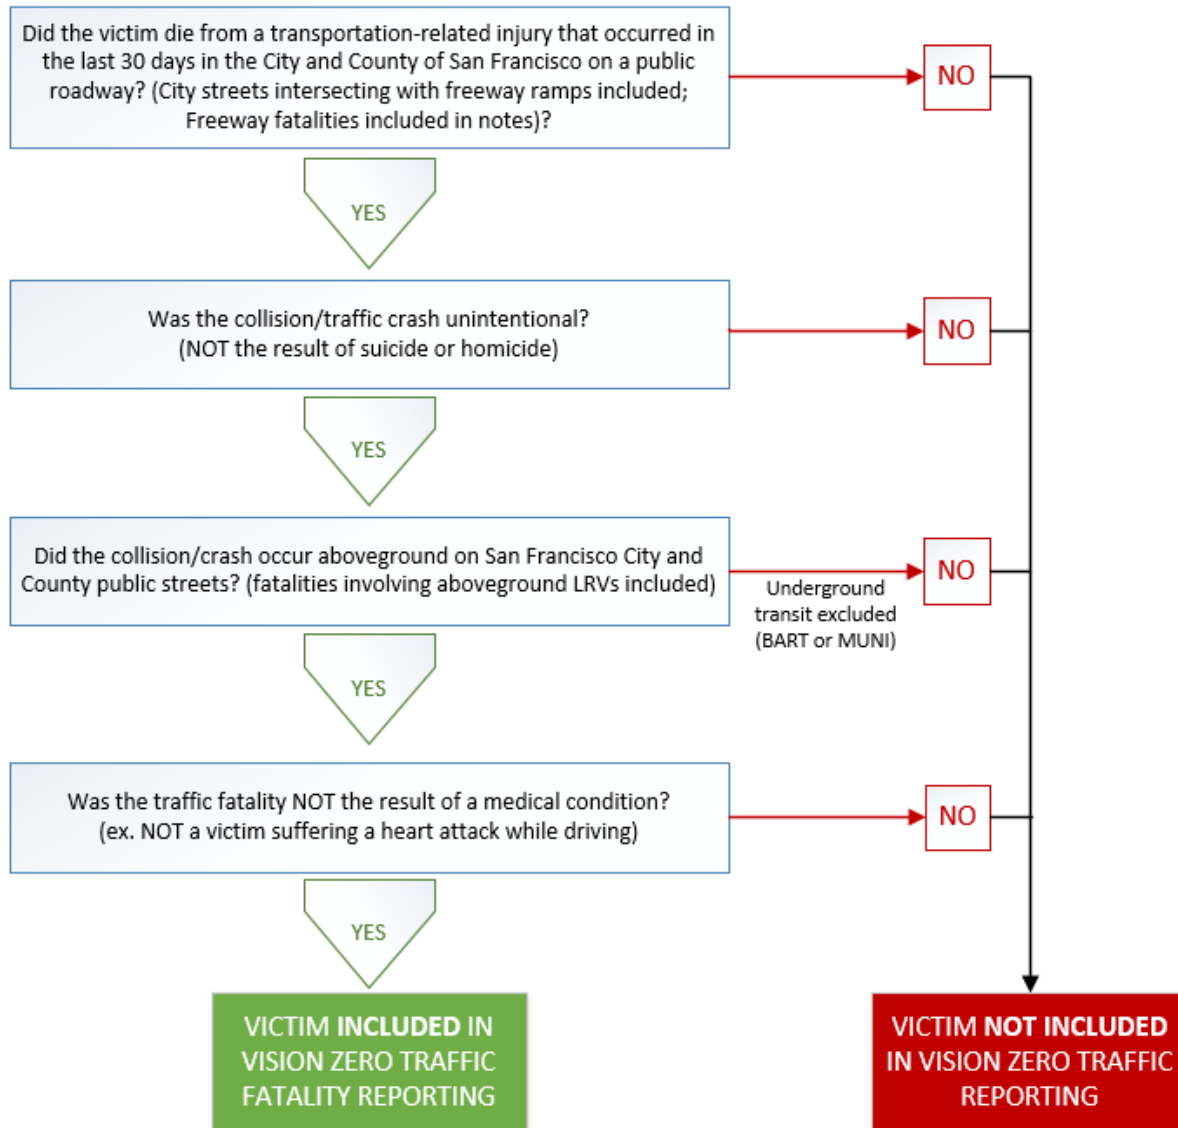 Did the victim die from a transportation-related injury that occurred in
the last 30 days in the City and County of San Francisco on a public
roadway? (City streets intersecting with freeway ramps included;
Freeway fatalities included in notes)?
NO
YES
Was the collision/traffic crash unintentional?
(NOT the result of suicide or homicide)
NO
YES
Did the collision/crash occur aboveground on San Francisco City and
County public streets? (fatalities involving aboveground LRVs included)
Underground
transit excluded
(BART or MUNI)
NO
YES
Was the traffic fatality NOT the result of a medical condition?
(ex. NOT a victim suffering a heart attack while driving)
NO
YES
VICTIM INCLUDED IN
VISION ZERO TRAFFIC
FATALITY REPORTING
VICTIM NOT INCLUDED
IN VISION ZERO TRAFFIC
REPORTING